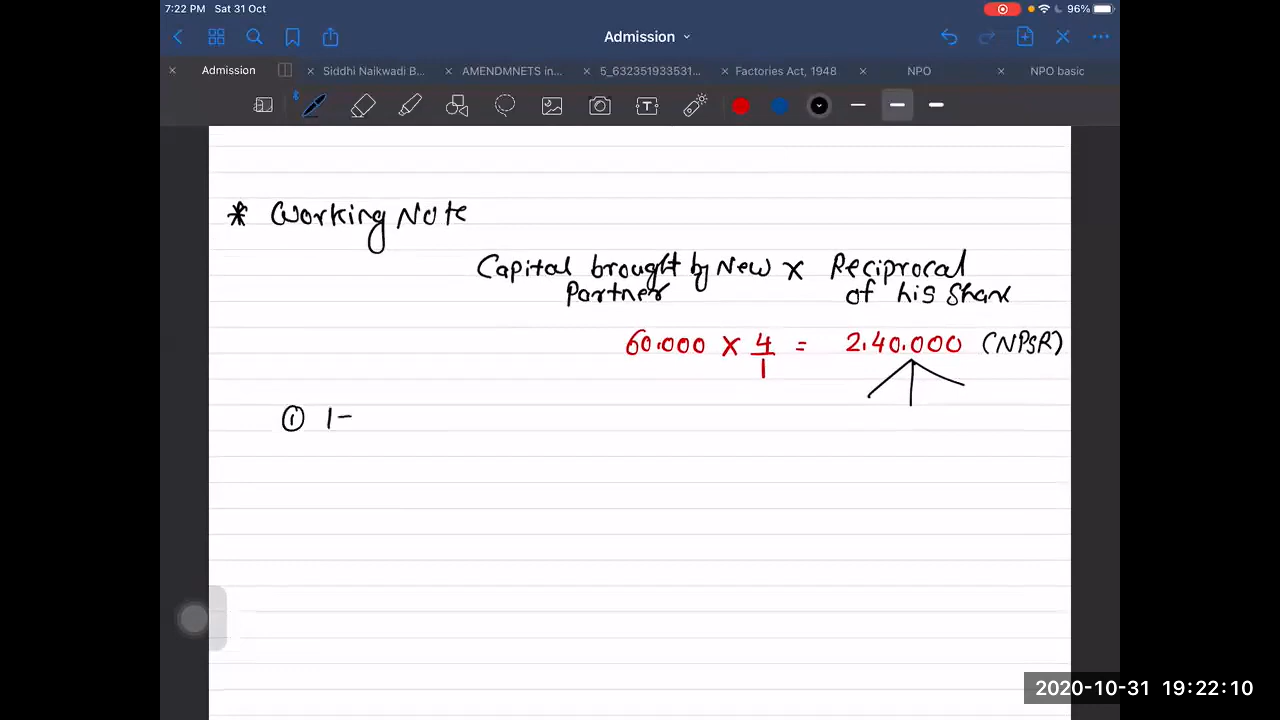 7:22 PM Sat 31 Oct
96%
Admission
Admission
Siddhi Naikwadi B...
AMENDMNETS in...
5_632351933531...
Factories Act, 1948
NPO
NPO basic
* Working Note
Capital brought by New × Reciprocal
Partner of his Share
60.000 × 4/1 = 2.40.000 (NPSR)
① 1-
2020-10-31 19:22:10